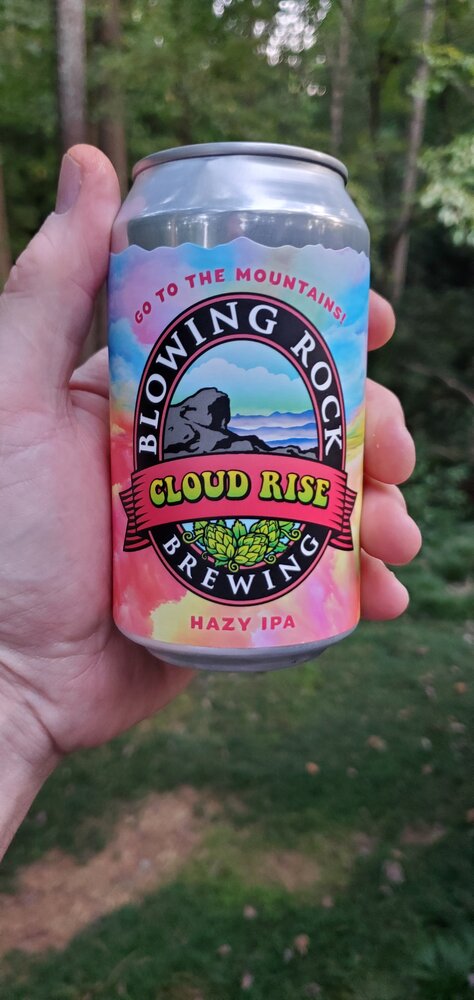 GO TO THE MOUNTAINS!
BLOWING ROCK
CLOUD RISE
BREWING
HAZY IPA